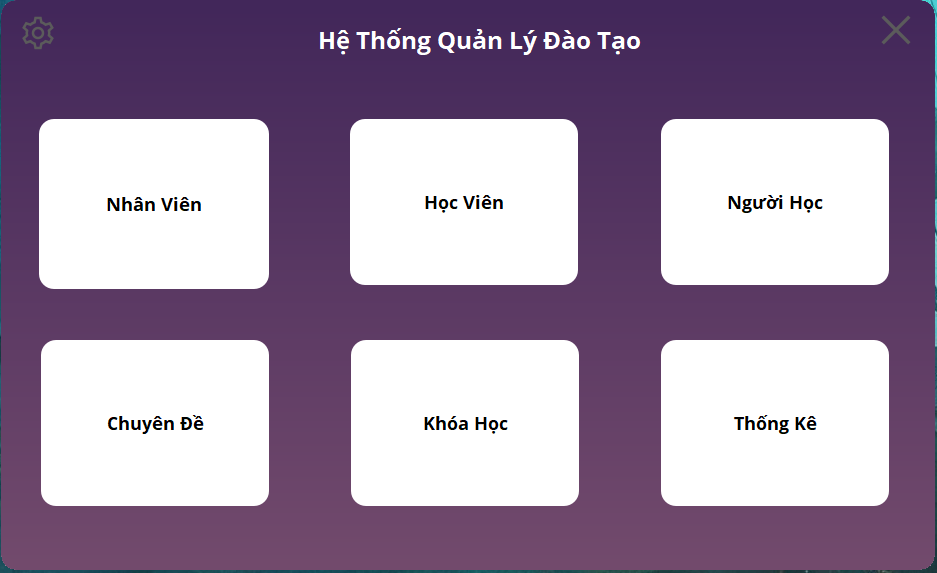 Hệ Thống Quản Lý Đào Tạo
Nhân Viên
Học Viên
Người Học
Chuyên Đề
Khóa Học
Thống Kê